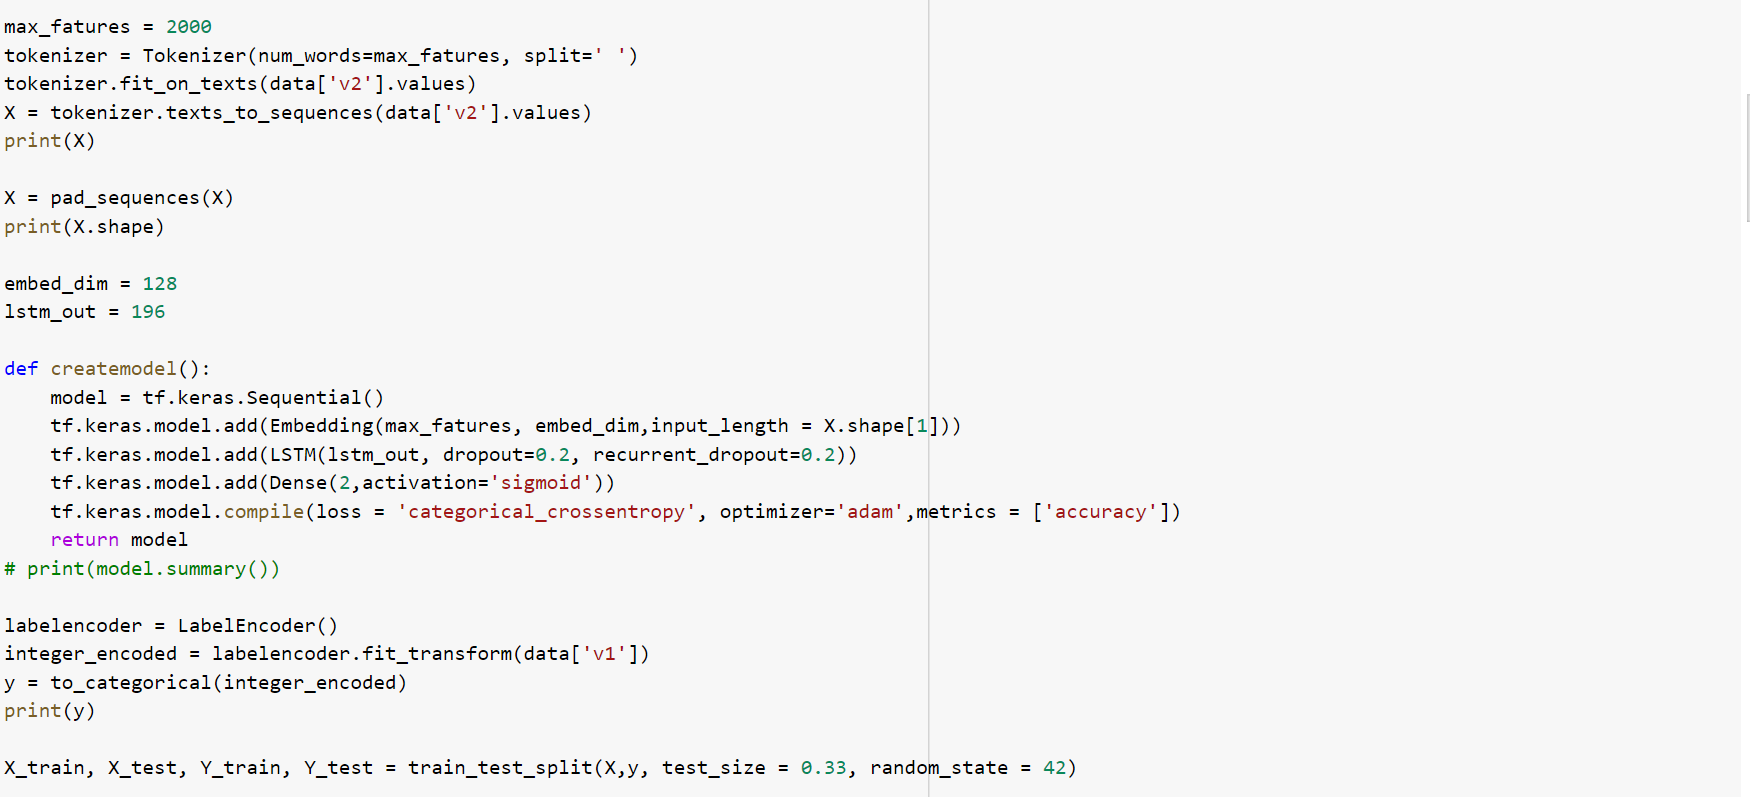 max_fatures = 2000
tokenizer = Tokenizer(num_words=max_fatures, split=' ')
tokenizer.fit_on_texts(data['v2'].values)
X = tokenizer.texts_to_sequences(data['v2'].values)
print(X)

X = pad_sequences(X)
print(X.shape)

embed_dim = 128
lstm_out = 196

def createmodel():
    model = tf.keras.Sequential()
    tf.keras.model.add(Embedding(max_fatures, embed_dim,input_length = X.shape[1]))
    tf.keras.model.add(LSTM(lstm_out, dropout=0.2, recurrent_dropout=0.2))
    tf.keras.model.add(Dense(2,activation='sigmoid'))
    tf.keras.model.compile(loss = 'categorical_crossentropy', optimizer='adam',metrics = ['accuracy'])
    return model
# print(model.summary())

labelencoder = LabelEncoder()
integer_encoded = labelencoder.fit_transform(data['v1'])
y = to_categorical(integer_encoded)
print(y)

X_train, X_test, Y_train, Y_test = train_test_split(X,y, test_size = 0.33, random_state = 42)